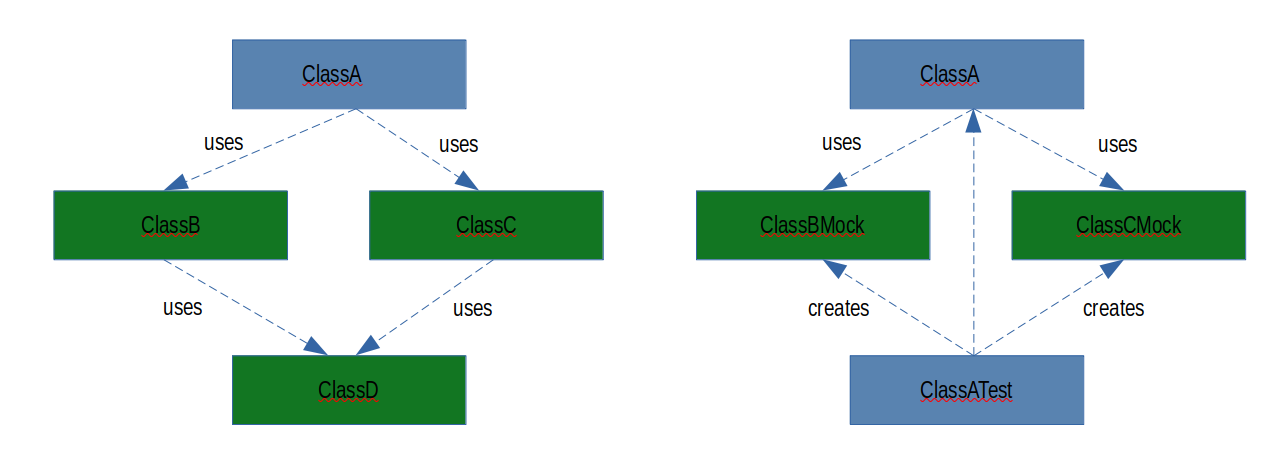 ClassA
uses
uses
ClassB
ClassC
uses
uses
ClassD
ClassA
uses
uses
ClassBMock
ClassCMock
creates
creates
ClassATest